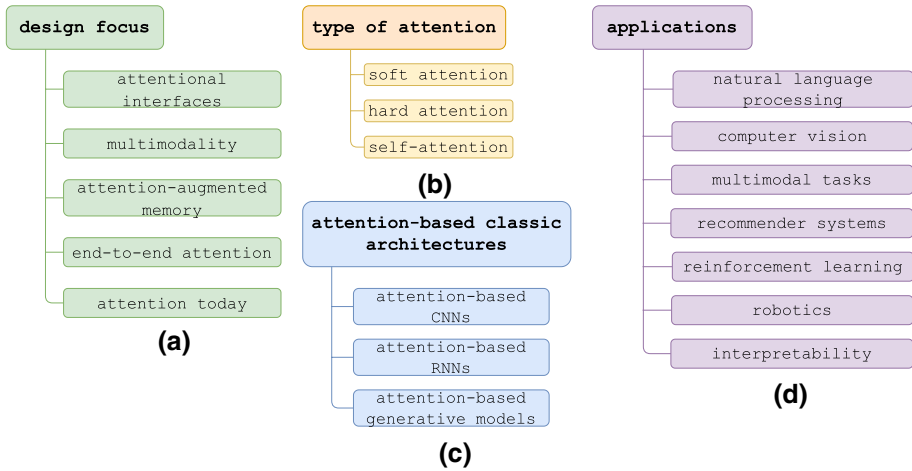 design focus
attentional
interfaces
multimodality
attention-augmented
memory
end-to-end attention
attention today
(a)
type of attention
soft attention
hard attention
self-attention
(b)
attention-based classic
architectures
attention-based
CNNs
attention-based
RNNs
attention-based
generative models
(c)
applications
natural language
processing
computer vision
multimodal tasks
recommender systems
reinforcement learning
robotics
interpretability
(d)